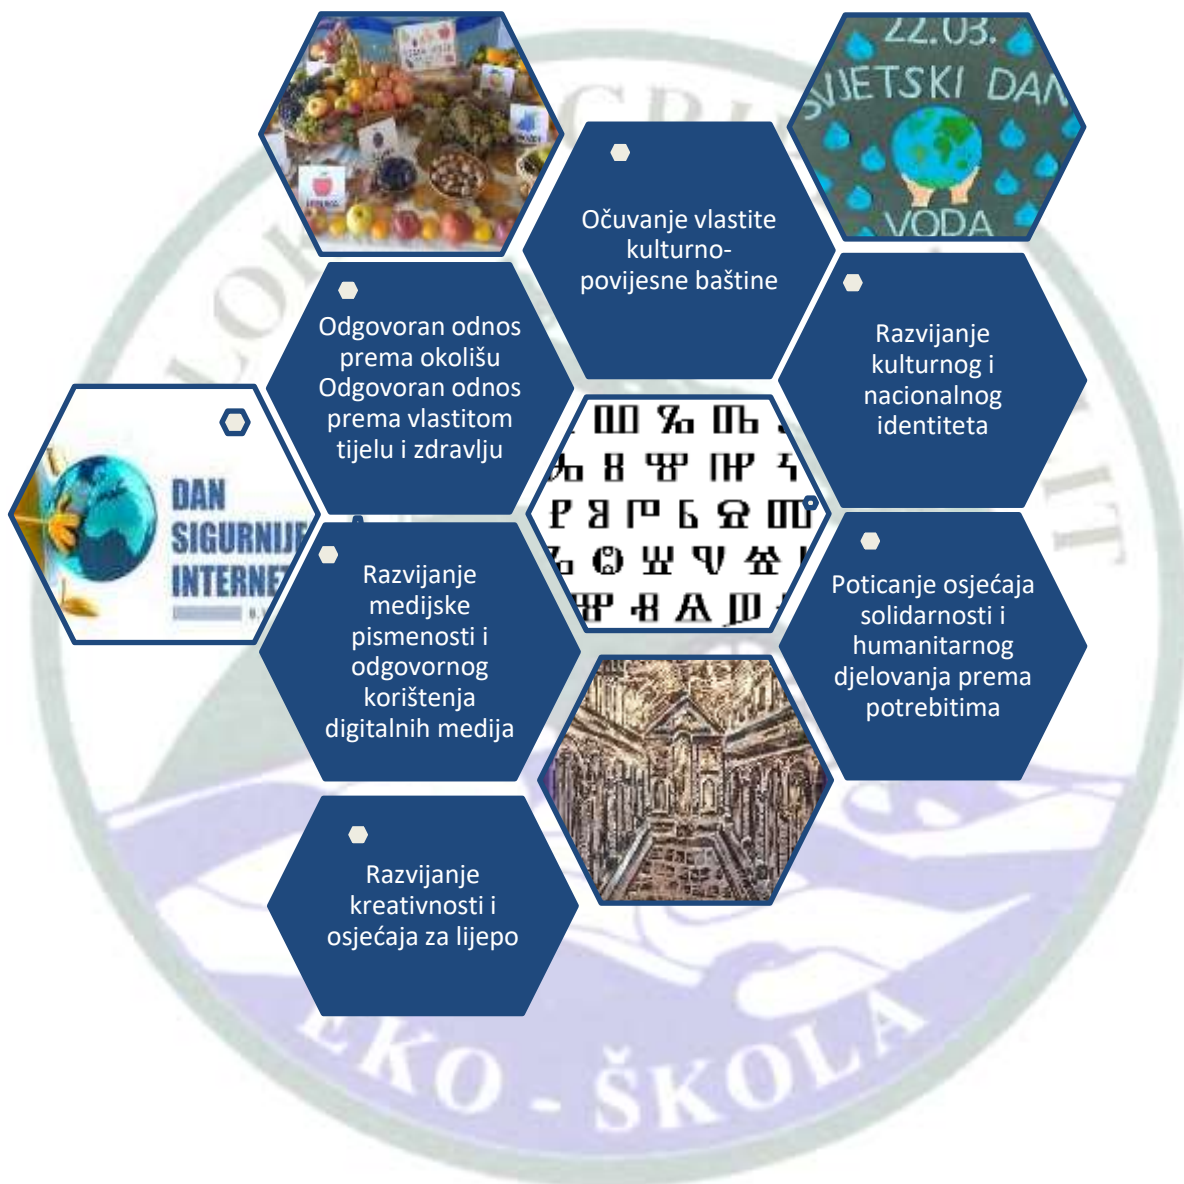 22.03.
SVJETSKI DAN
VODA
Očuvanje vlastite
kulturno-
povijesne baštine
Odgovoran odnos
prema okolišu
Odgovoran odnos
prema vlastitom
tijelu i zdravlju
Razvijanje
kulturnog i
nacionalnog
identiteta
DAN
SIGURNIJE
INTERNET
Razvijanje
medijske
pismenosti i
odgovornog
korištenja
digitalnih medija
Poticanje osjećaja
solidarnosti i
humanitarnog
djelovanja prema
potrebitima
Razvijanje
kreativnosti i
osjećaja za lijepo
EKO - ŠKOLA